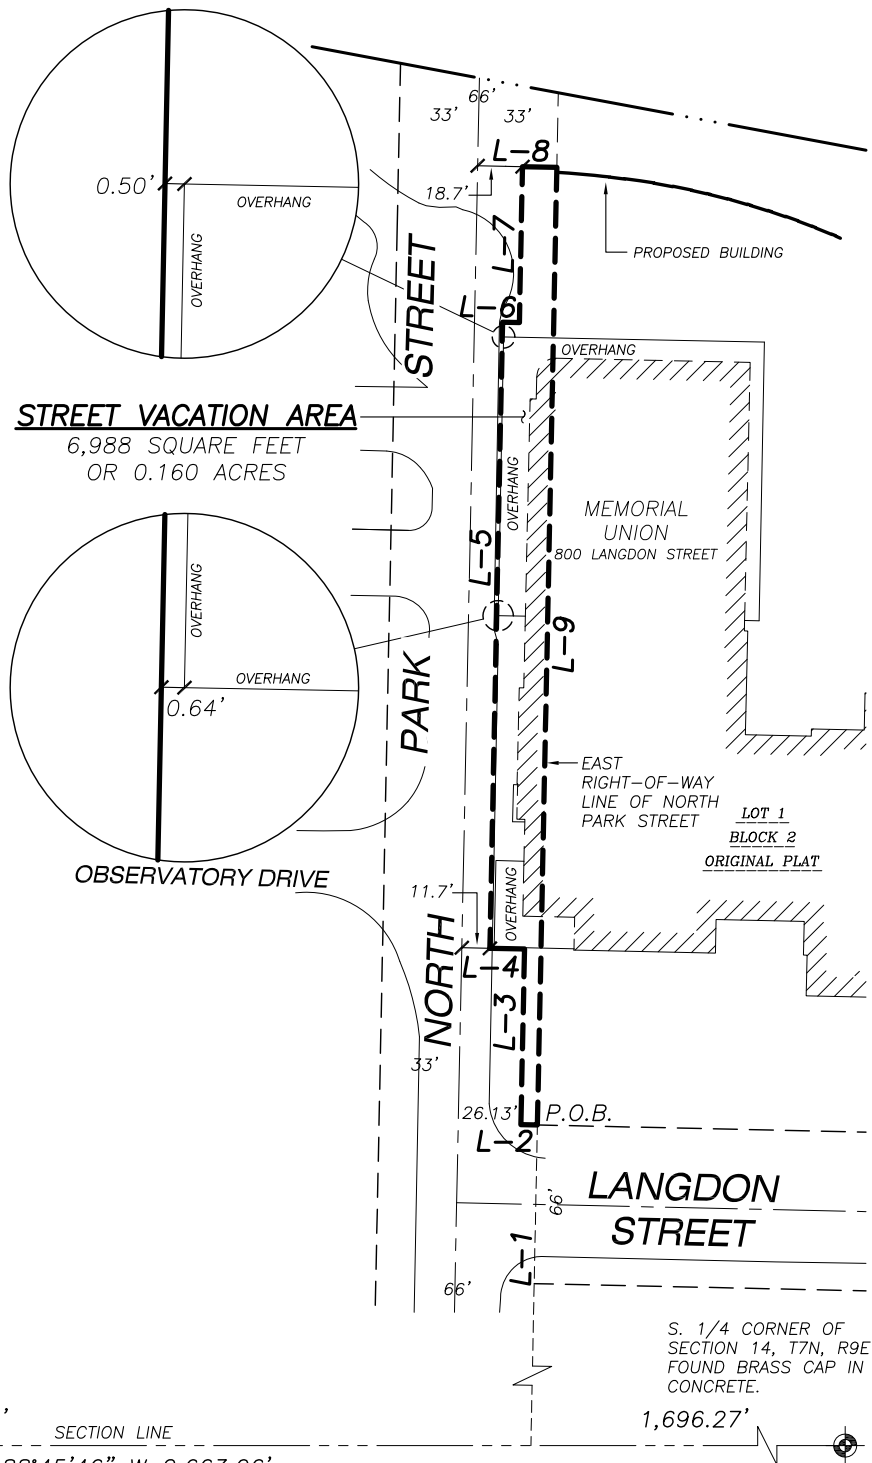 66'
33'
33'
L-8
0.50'
18.7'
OVERHANG
OVERHANG
L-7
PROPOSED BUILDING
STREET
L-6
OVERHANG
STREET VACATION AREA
6,988 SQUARE FEET
OR 0.160 ACRES
OVERHANG
MEMORIAL
UNION
800 LANGDON STREET
L-5
OVERHANG
L-9
PARK
OVERHANG
0.64'
EAST
RIGHT-OF-WAY
LINE OF NORTH
PARK STREET
LOT 1
BLOCK 2
ORIGINAL PLAT
OBSERVATORY DRIVE
11.7'
OVERHANG
NORTH
L-4
L-3
33'
26.13'
P.O.B.
L-2
LANGDON
STREET
66'
L-1
66'
S. 1/4 CORNER OF
SECTION 14, T7N, R9E
FOUND BRASS CAP IN
CONCRETE.
1,696.27'
SECTION LINE